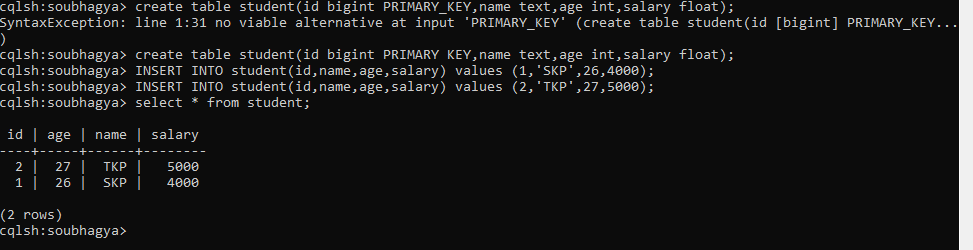 cqlsh:soubhagya> create table student(id bigint PRIMARY_KEY,name text,age int,salary float);
SyntaxException: line 1:31 no viable alternative at input 'PRIMARY_KEY' (create table student(id [bigint] PRIMARY_KEY...
)
cqlsh:soubhagya> create table student(id bigint PRIMARY KEY,name text,age int,salary float);
cqlsh:soubhagya> INSERT INTO student(id,name,age,salary) values (1,'SKP',26,4000);
cqlsh:soubhagya> INSERT INTO student(id,name,age,salary) values (2,'TKP',27,5000);
cqlsh:soubhagya> select * from student;
 id | age | name | salary
----+-----+------+--------
  2 |  27 |  TKP |   5000
  1 |  26 |  SKP |   4000
(2 rows)
cqlsh:soubhagya>